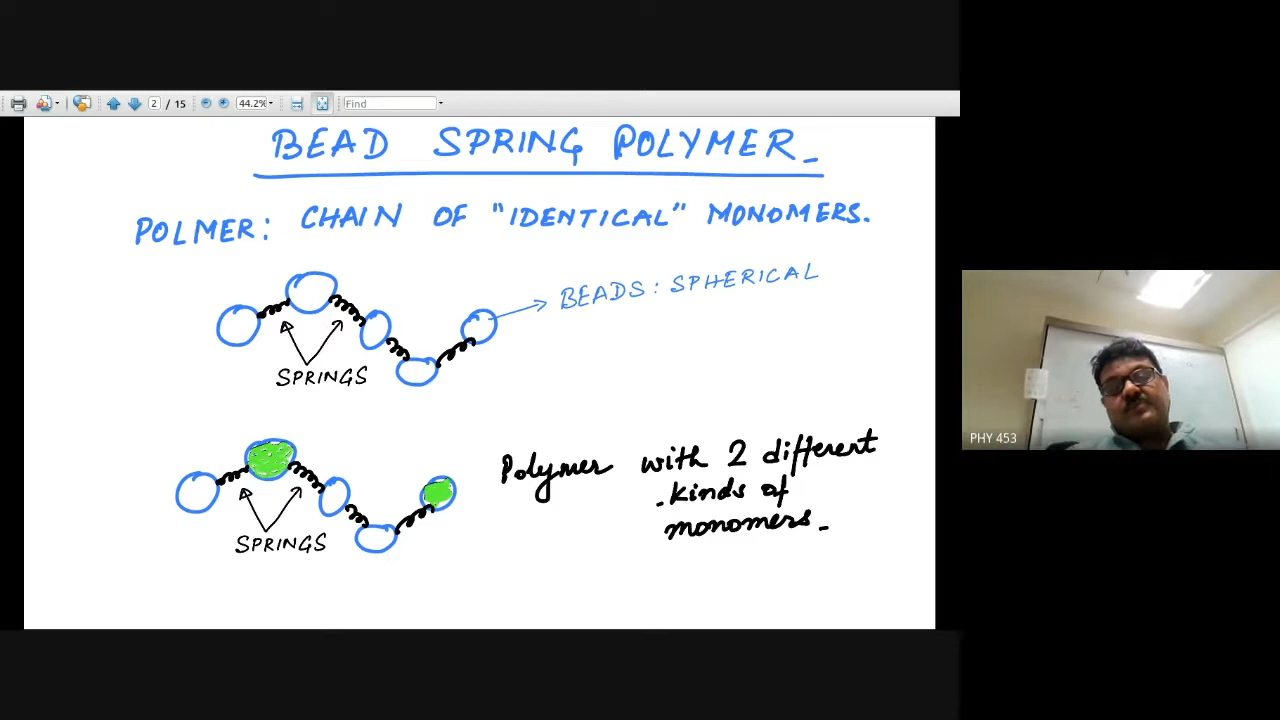 2 / 15 44.2% Find
BEAD SPRING POLYMER
POLMER: CHAIN OF "IDENTICAL" MONOMERS.
BEADS: SPHERICAL
SPRINGS
Polymer with 2 different
kinds of
monomers
SPRINGS
PHY 453